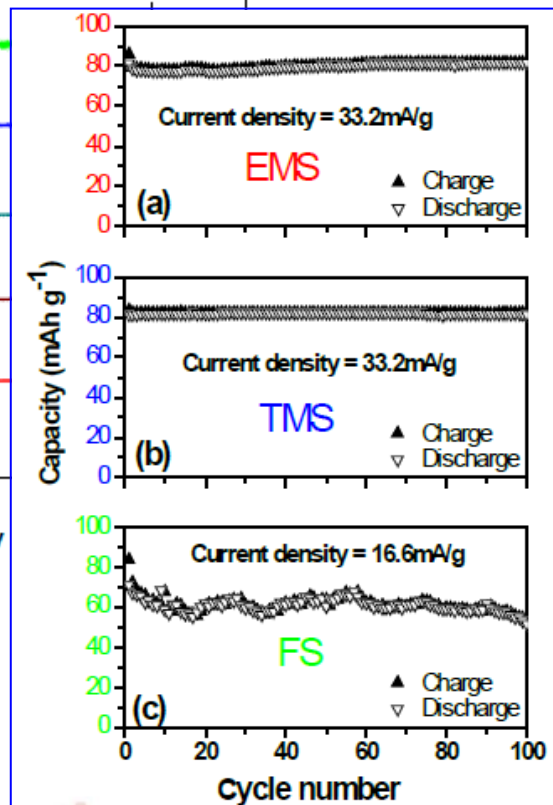 100
80
60
40
20
0
Current density = 33.2mA/g
EMS
(a)
Charge
Discharge
Capacity (mAh g-1)
100
80
60
40
20
0
Current density = 33.2mA/g
TMS
(b)
Charge
Discharge
100
80
60
40
20
0
Current density = 16.6mA/g
FS
(c)
Charge
Discharge
0 20 40 60 80 100
Cycle number